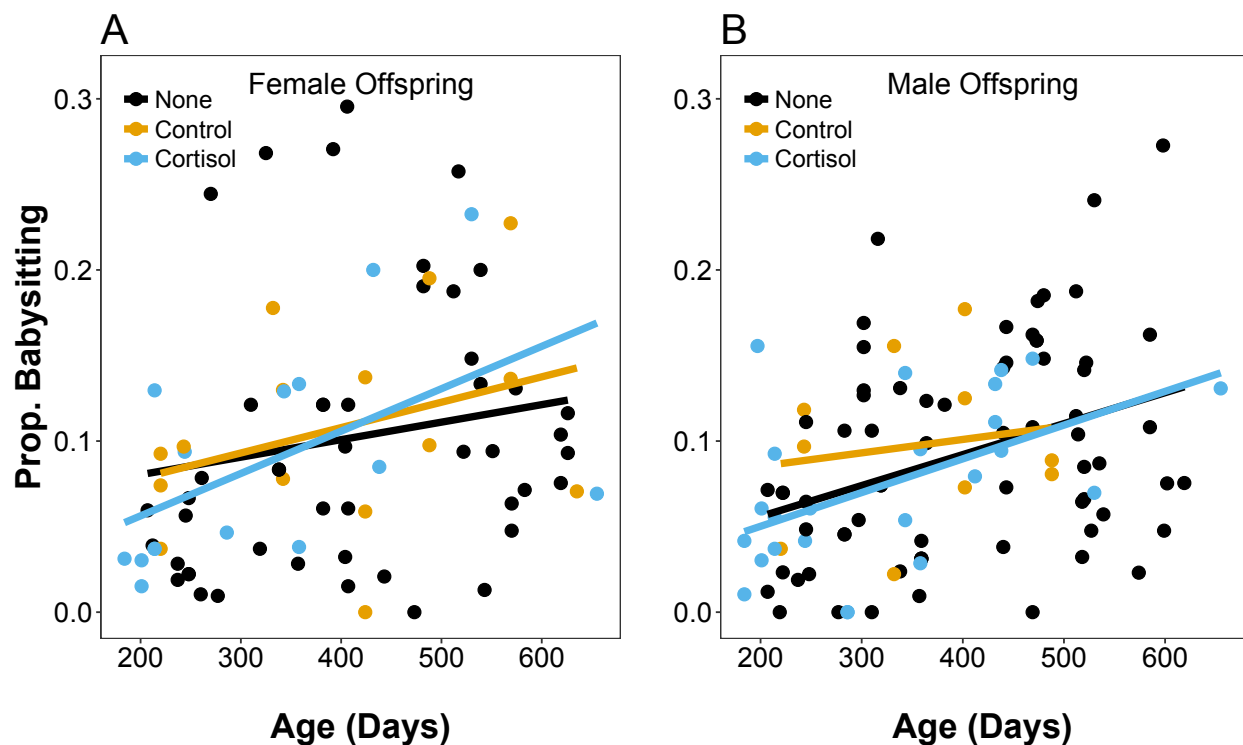 A
Female Offspring
None
Control
Cortisol
0.3
0.2
0.1
0.0
Prop. Babysitting
200 300 400 500 600
Age (Days)
B
Male Offspring
None
Control
Cortisol
0.3
0.2
0.1
0.0
200 300 400 500 600
Age (Days)